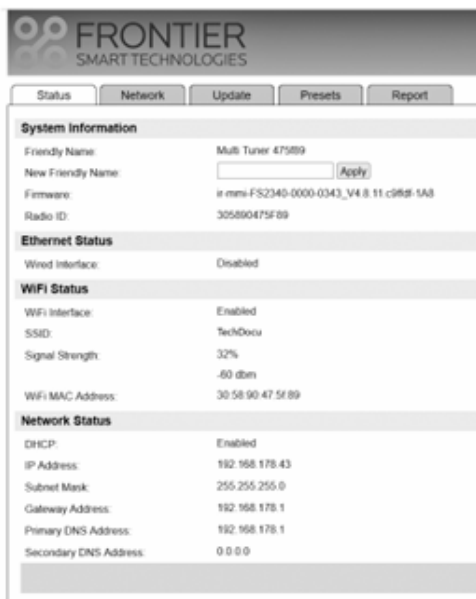 FRONTIER
SMART TECHNOLOGIES
Status Network Update Presets Report
System Information
Friendly Name: Multi Tuner 475f89
New Friendly Name: Apply
Firmware: ir-mmi-FS2340-0000-0343_V4.8.11
Radio ID: 305890475F89
Ethernet Status
Wired Interface: Disabled
WiFi Status
WiFi Interface: Enabled
SSID: TechDocu
Signal Strength: 32%
-60 dbm
WiFi MAC Address: 30:58:90:47:5f:89
Network Status
DHCP: Enabled
IP Address: 192.168.178.43
Subnet Mask: 255.255.255.0
Gateway Address: 192.168.178.1
Primary DNS Address: 192.168.178.1
Secondary DNS Address: 0.0.0.0